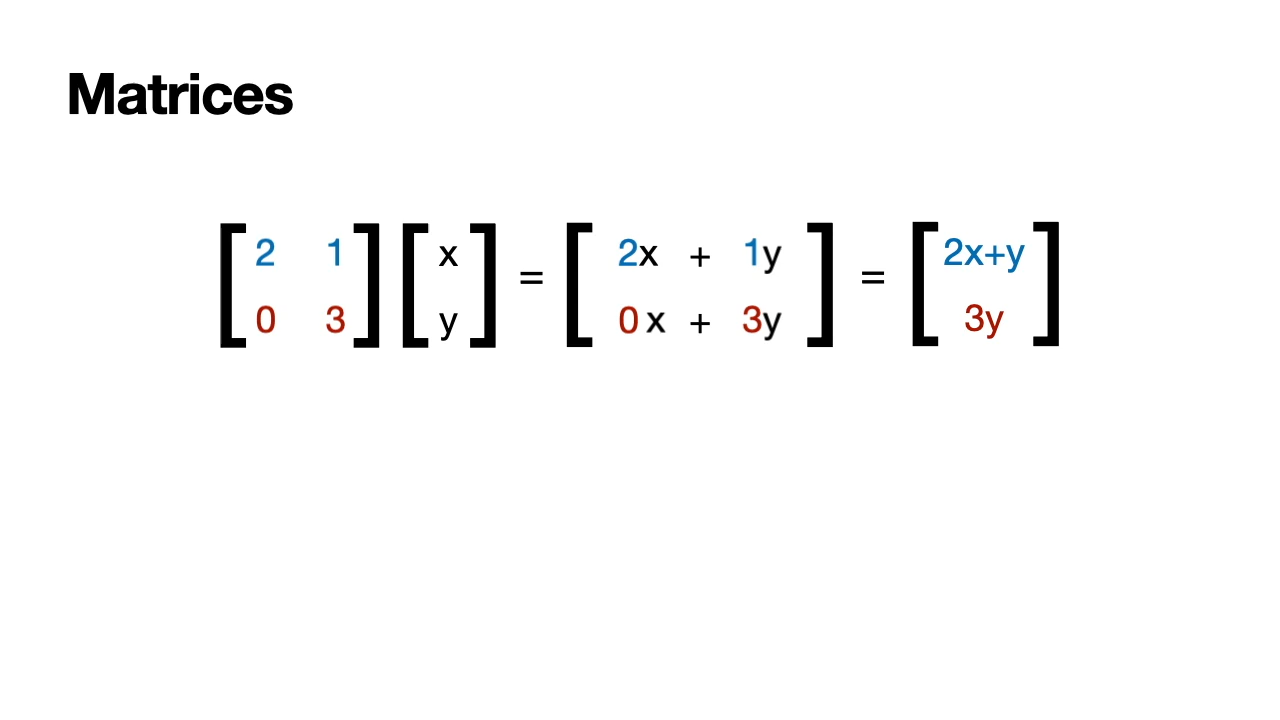 Matrices
[2 1] [x] = [2x + 1y] = [2x+y]
[0 3] [y] [0x + 3y] [3y]